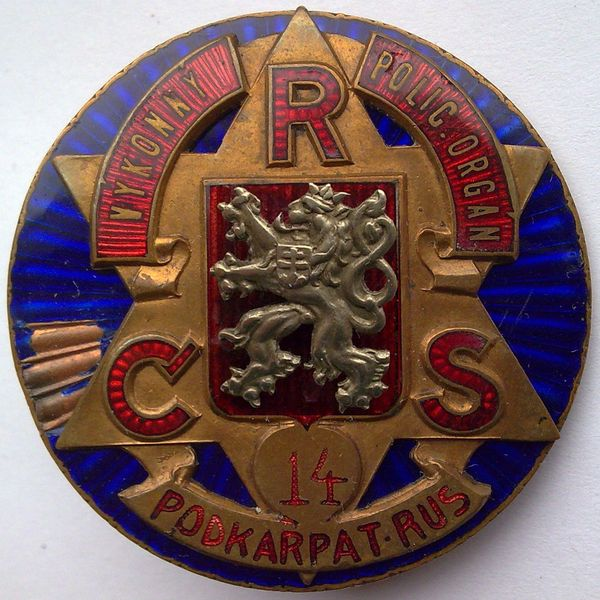 VÝKONNÝ
POLIC. ORGÁN
R
Č
S
14
PODKARPAT. RUS